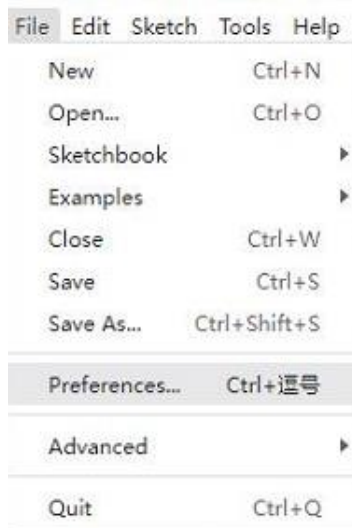 File Edit Sketch Tools Help
New Ctrl+N
Open... Ctrl+O
Sketchbook
Examples
Close Ctrl+W
Save Ctrl+S
Save As... Ctrl+Shift+S
Preferences... Ctrl+逗号
Advanced
Quit Ctrl+Q